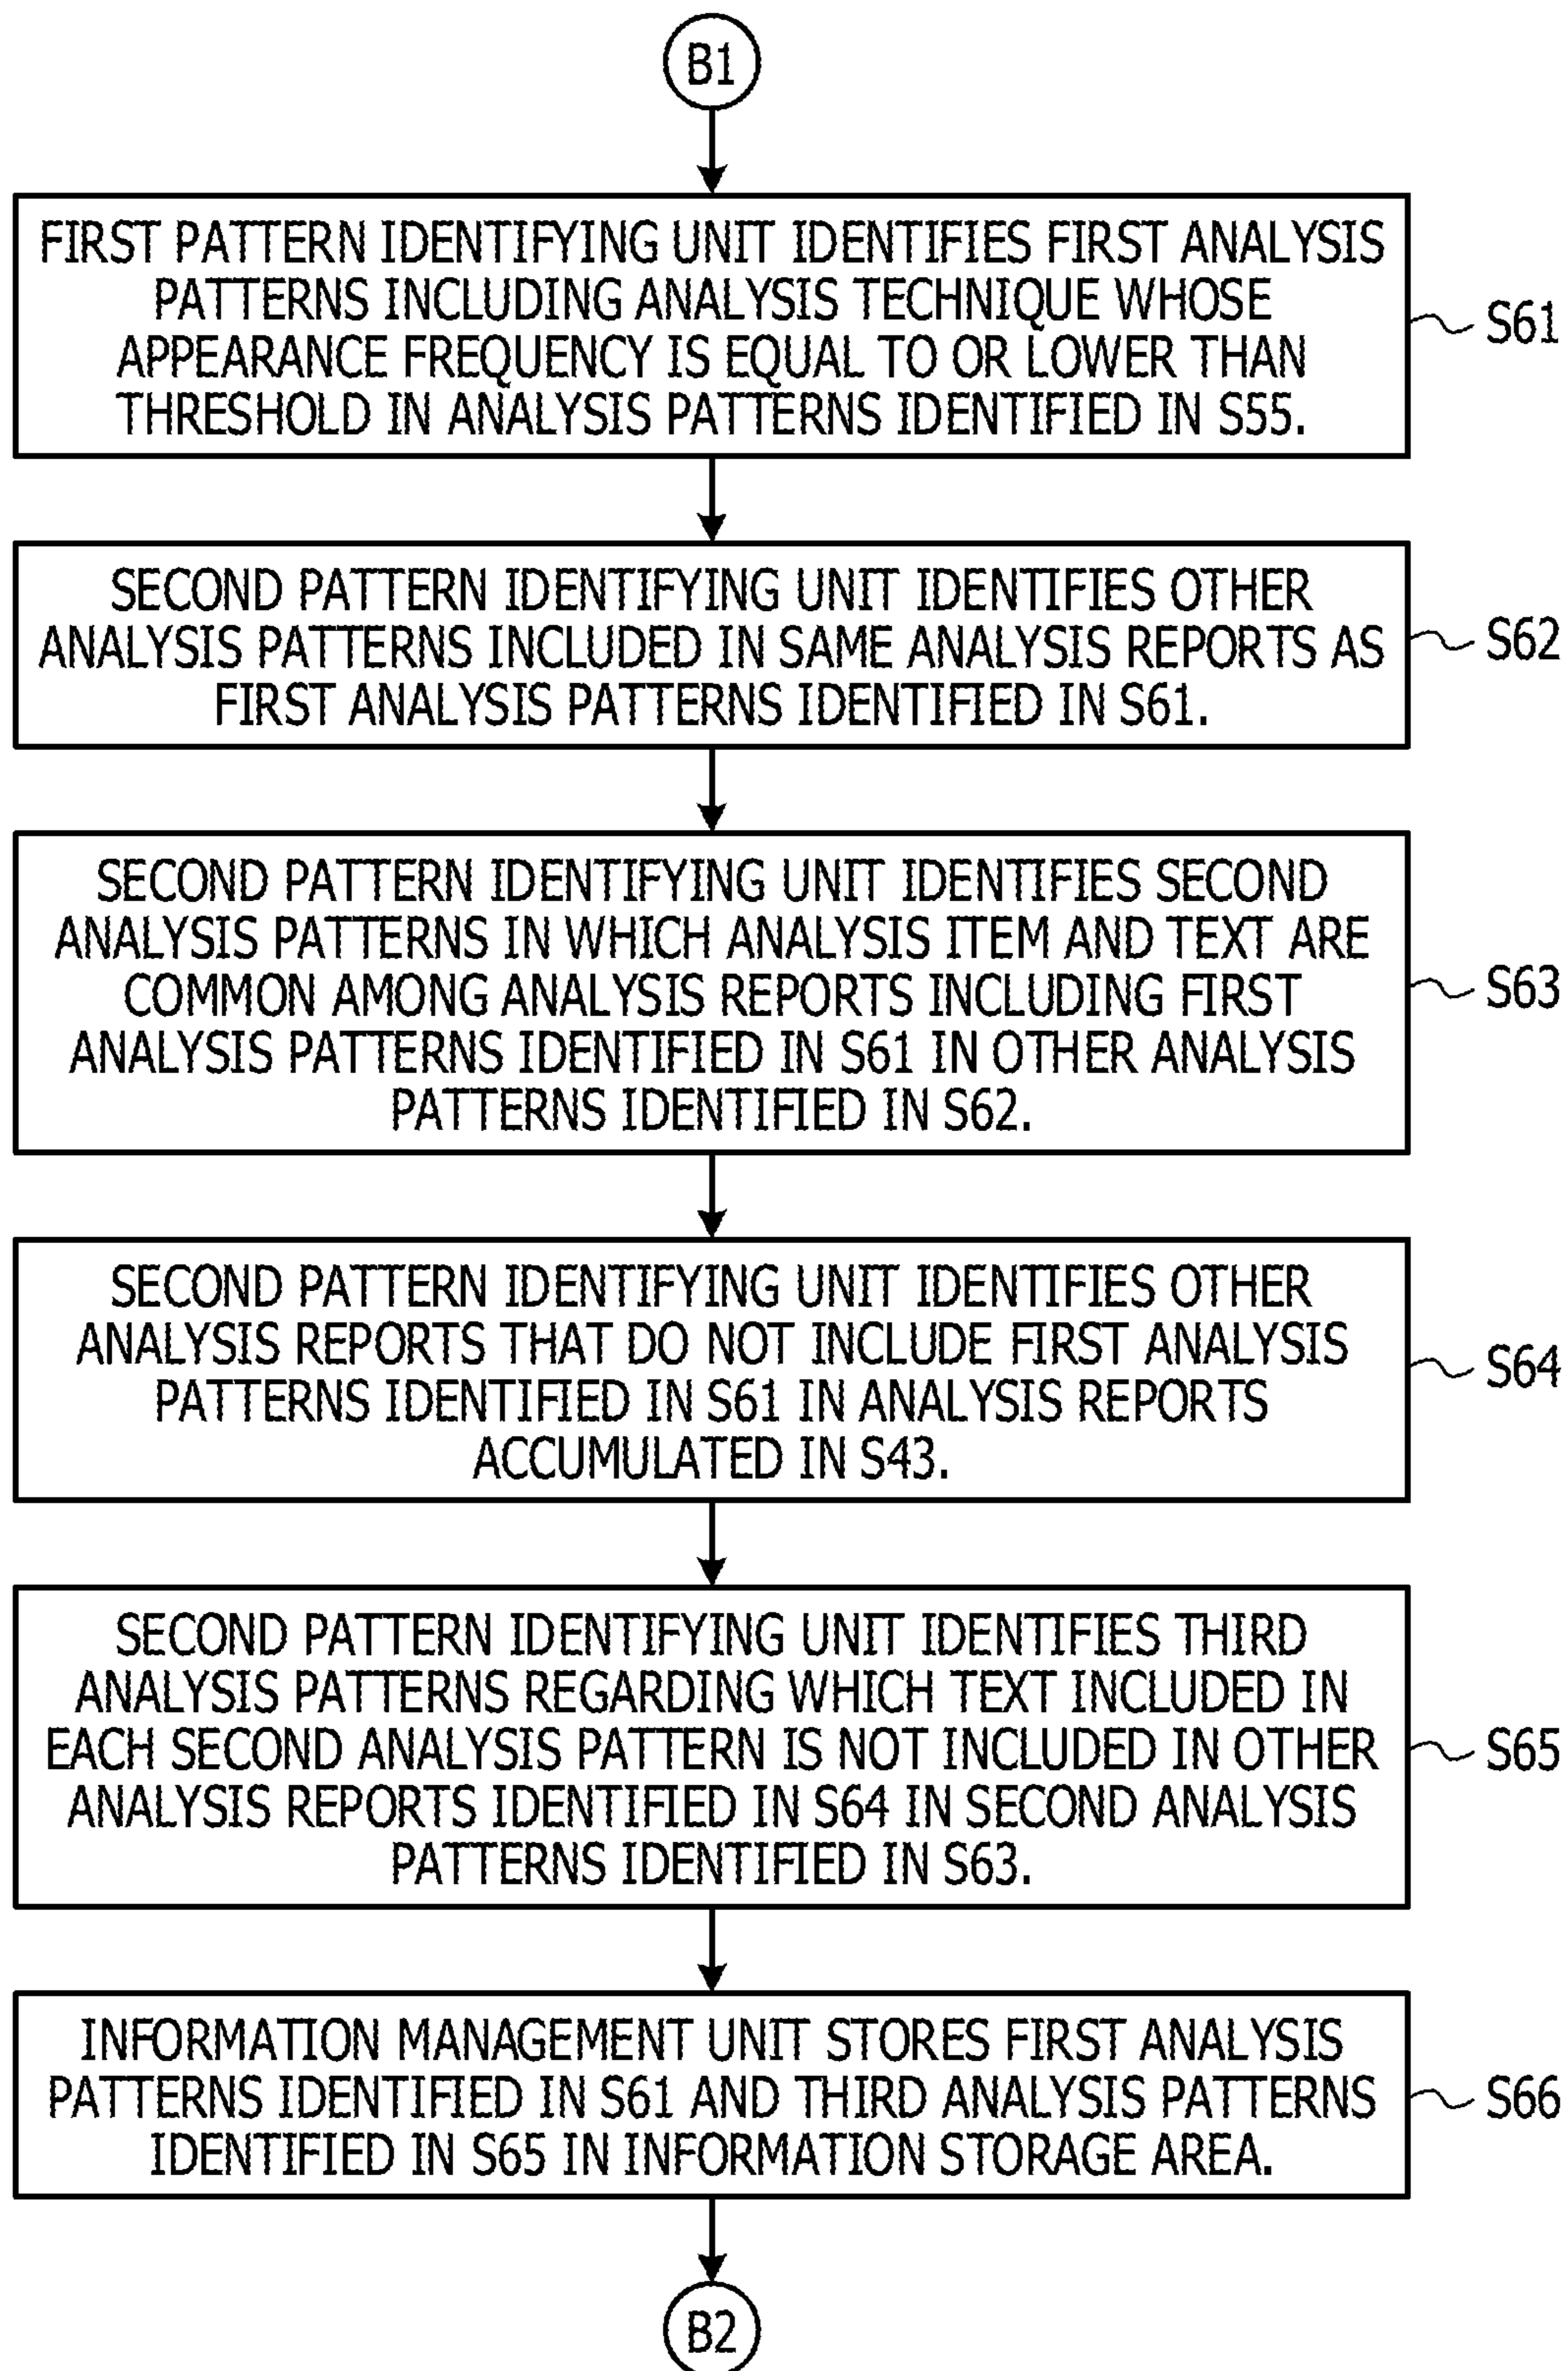 B1
FIRST PATTERN IDENTIFYING UNIT IDENTIFIES FIRST ANALYSIS
PATTERNS INCLUDING ANALYSIS TECHNIQUE WHOSE
APPEARANCE FREQUENCY IS EQUAL TO OR LOWER THAN
THRESHOLD IN ANALYSIS PATTERNS IDENTIFIED IN S55.
S61
SECOND PATTERN IDENTIFYING UNIT IDENTIFIES OTHER
ANALYSIS PATTERNS INCLUDED IN SAME ANALYSIS REPORTS AS
FIRST ANALYSIS PATTERNS IDENTIFIED IN S61.
S62
SECOND PATTERN IDENTIFYING UNIT IDENTIFIES SECOND
ANALYSIS PATTERNS IN WHICH ANALYSIS ITEM AND TEXT ARE
COMMON AMONG ANALYSIS REPORTS INCLUDING FIRST
ANALYSIS PATTERNS IDENTIFIED IN S61 IN OTHER ANALYSIS
PATTERNS IDENTIFIED IN S62.
S63
SECOND PATTERN IDENTIFYING UNIT IDENTIFIES OTHER
ANALYSIS REPORTS THAT DO NOT INCLUDE FIRST ANALYSIS
PATTERNS IDENTIFIED IN S61 IN ANALYSIS REPORTS
ACCUMULATED IN S43.
S64
SECOND PATTERN IDENTIFYING UNIT IDENTIFIES THIRD
ANALYSIS PATTERNS REGARDING WHICH TEXT INCLUDED IN
EACH SECOND ANALYSIS PATTERN IS NOT INCLUDED IN OTHER
ANALYSIS REPORTS IDENTIFIED IN S64 IN SECOND ANALYSIS
PATTERNS IDENTIFIED IN S63.
S65
INFORMATION MANAGEMENT UNIT STORES FIRST ANALYSIS
PATTERNS IDENTIFIED IN S61 AND THIRD ANALYSIS PATTERNS
IDENTIFIED IN S65 IN INFORMATION STORAGE AREA.
S66
B2